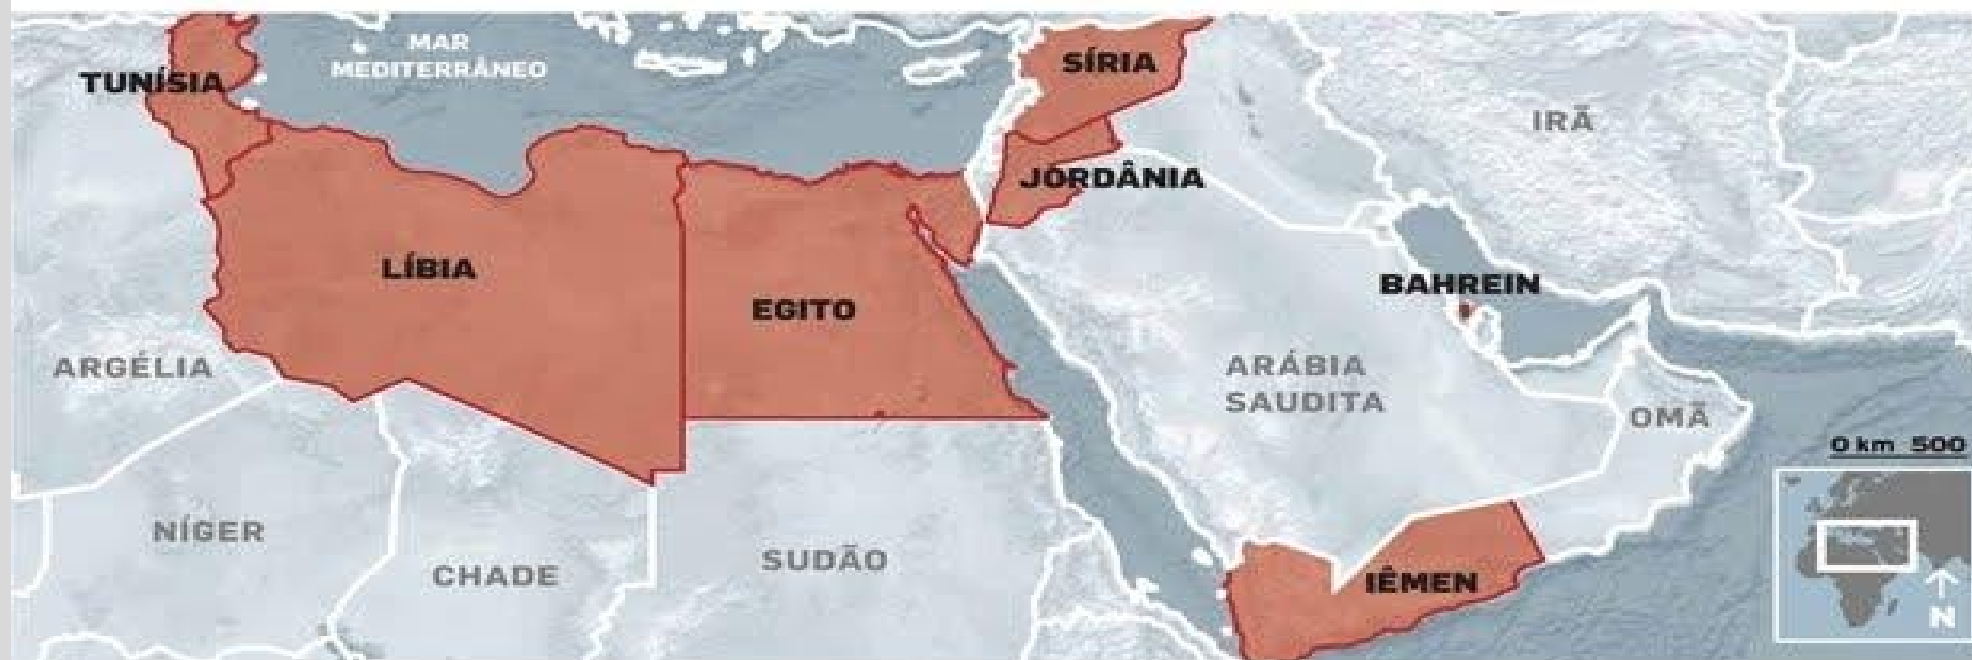 MAR
MEDITERRÂNEO
TUNÍSIA
SÍRIA
IRÃ
JORDÂNIA
LÍBIA
EGITO
BAHREIN
ARGÉLIA
ARÁBIA
SAUDITA
OMÃ
0 km 500
NÍGER
CHADE
SUDÃO
IÊMEN
N